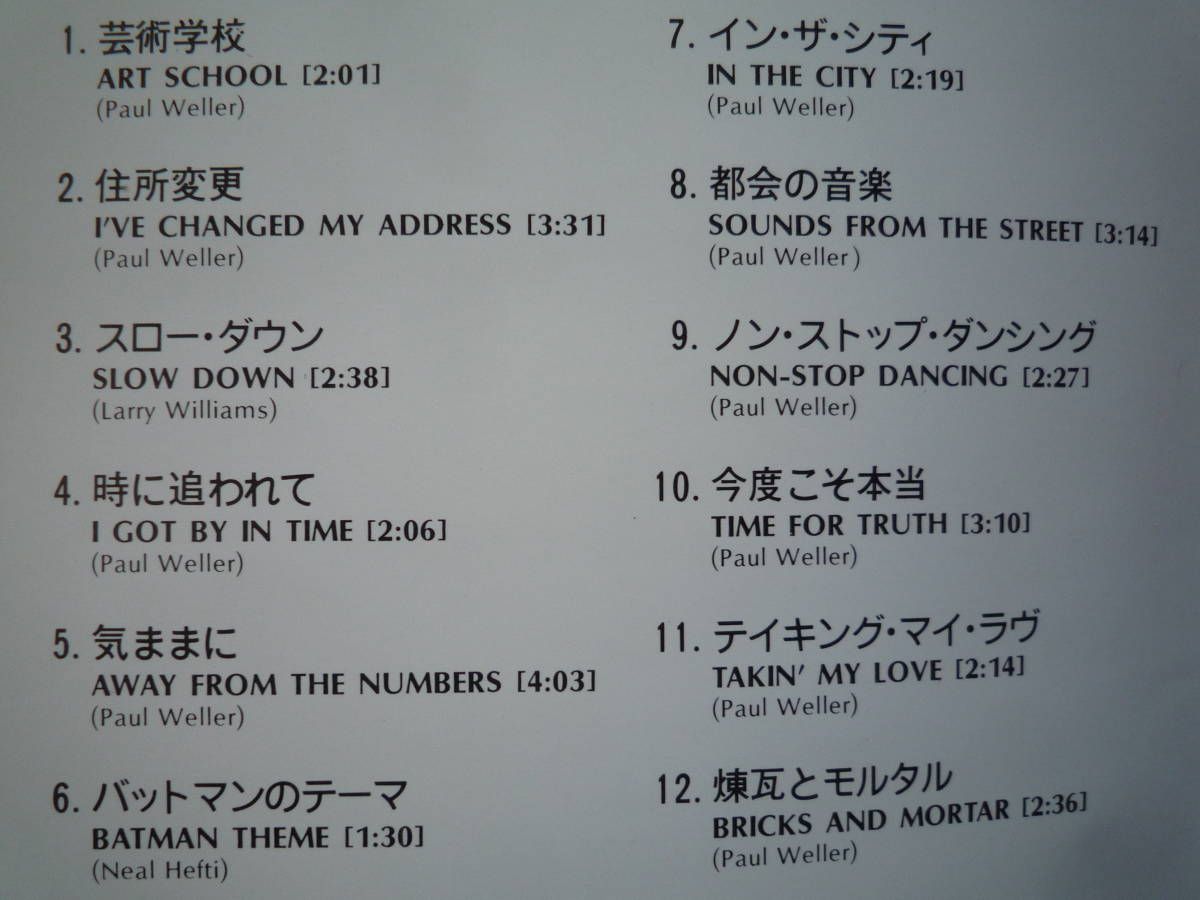 1. 芸術学校
ART SCHOOL [2:01]
(Paul Weller)
2. 住所変更
I'VE CHANGED MY ADDRESS [3:31]
(Paul Weller)
3. スロー・ダウン
SLOW DOWN [2:38]
(Larry Williams)
4. 時に追われて
I GOT BY IN TIME [2:06]
(Paul Weller)
5. 気ままに
AWAY FROM THE NUMBERS [4:03]
(Paul Weller)
6. バットマンのテーマ
BATMAN THEME [1:30]
(Neal Hefti)
7. イン・ザ・シティ
IN THE CITY [2:19]
(Paul Weller)
8. 都会の音楽
SOUNDS FROM THE STREET [3:14]
(Paul Weller)
9. ノン・ストップ・ダンシング
NON-STOP DANCING [2:27]
(Paul Weller)
10. 今度こそ本当
TIME FOR TRUTH [3:10]
(Paul Weller)
11. テイキング・マイ・ラヴ
TAKIN' MY LOVE [2:14]
(Paul Weller)
12. 煉瓦とモルタル
BRICKS AND MORTAR [2:36]
(Paul Weller)